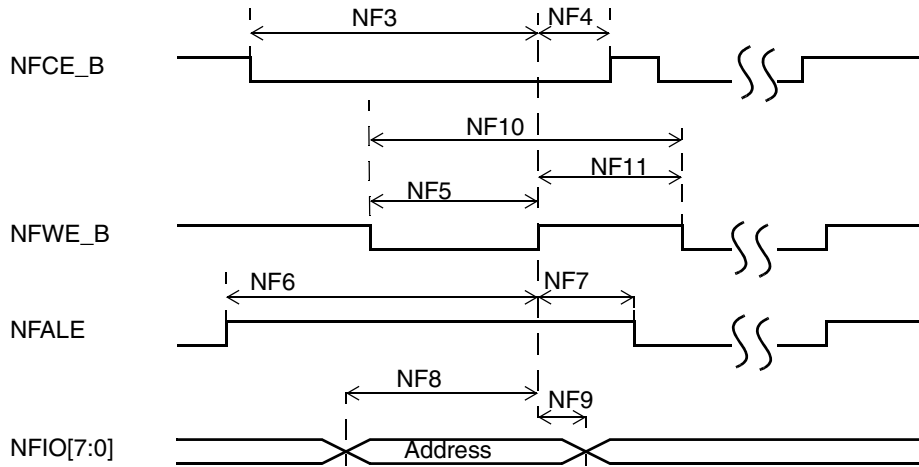 NF3
NF4
NFCE_B
NF10
NF11
NF5
NFWE_B
NF6
NF7
NFALE
NF8
NF9
NFIO[7:0]
Address